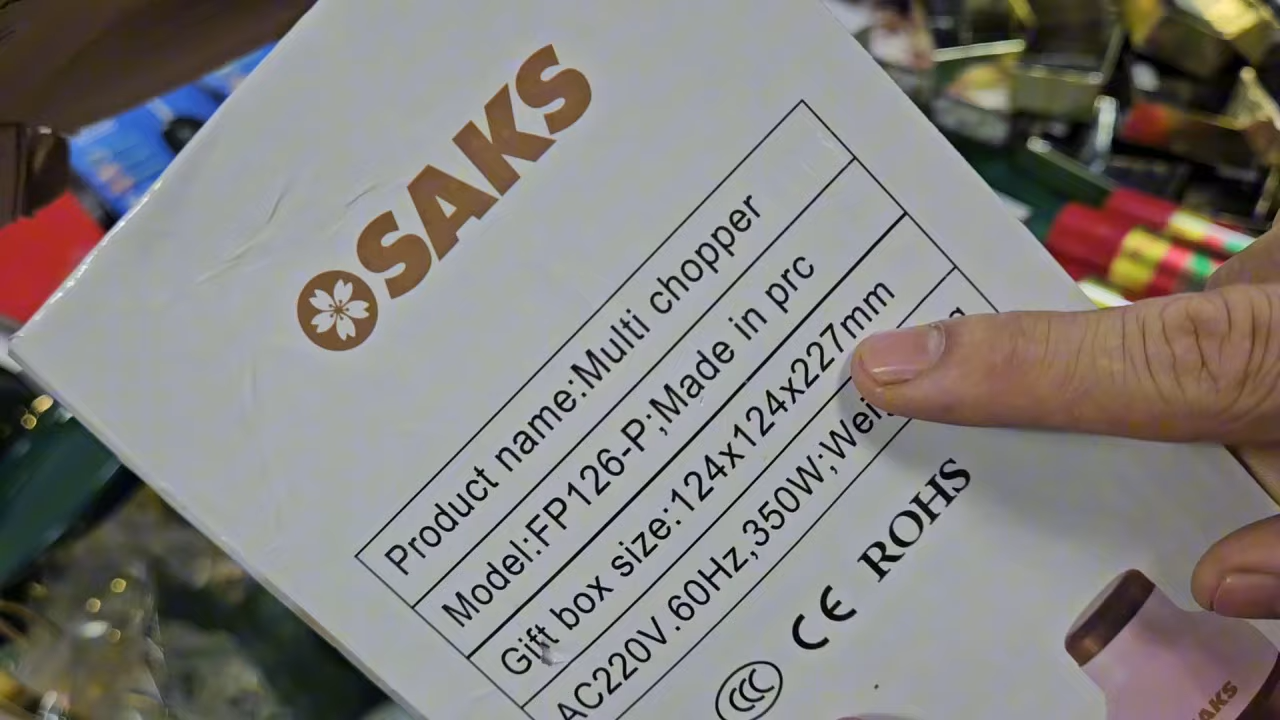 SAKS
Product name:Multi chopper
Model:FP126-P;Made in prc
Gift box size:124x124x227mm
AC220V.60Hz,350W;
CCC CE ROHS
SAKS